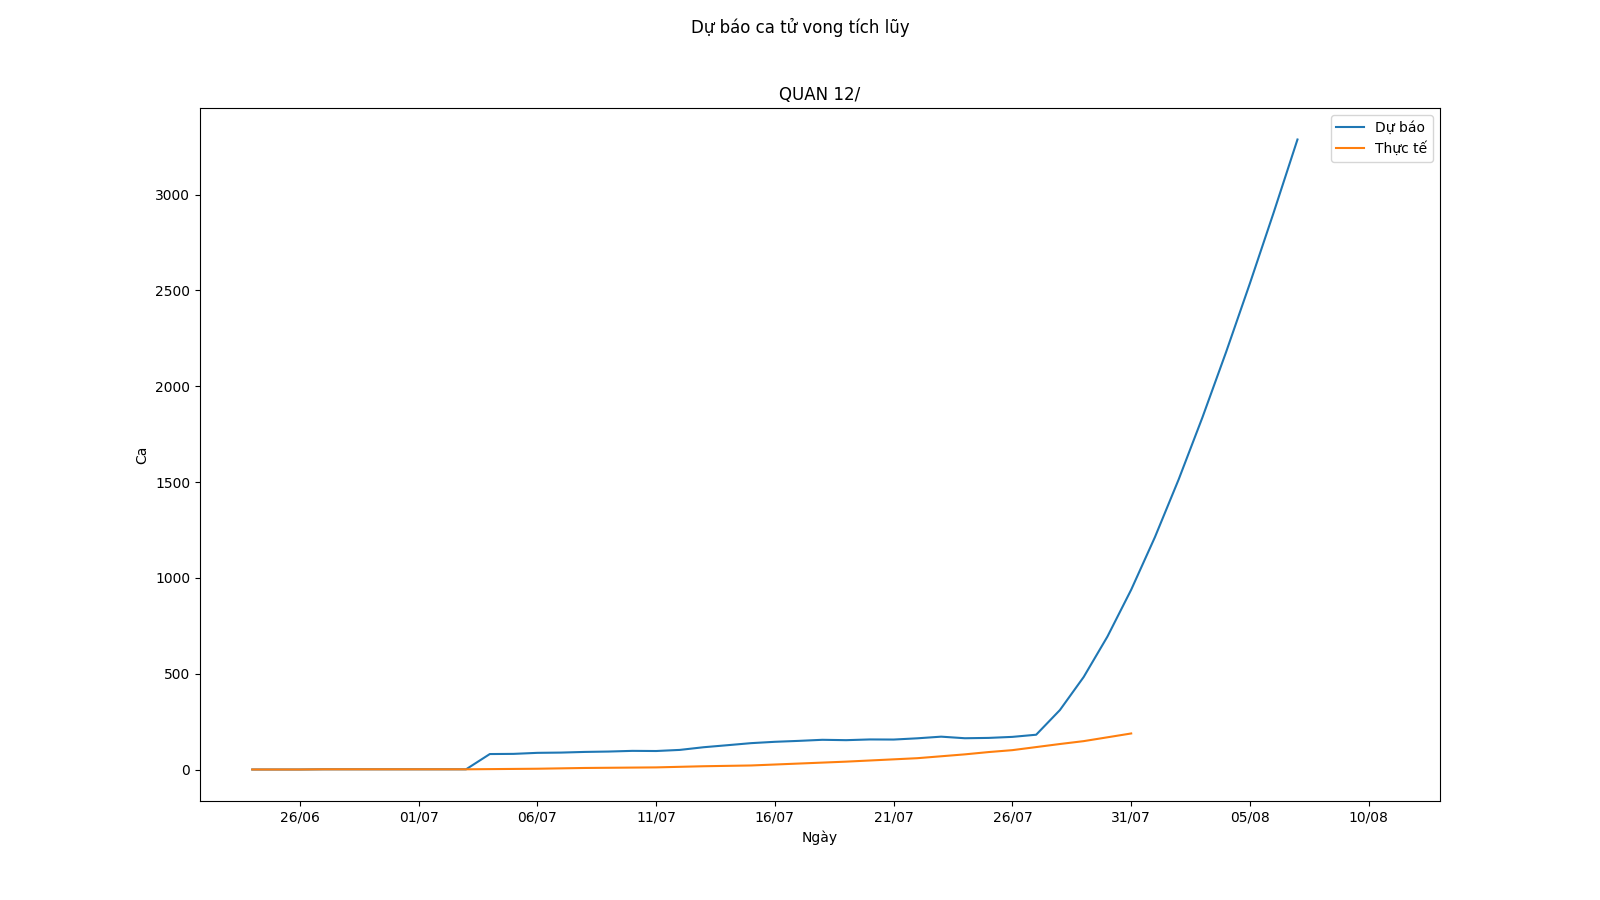 Dự báo ca tử vong tích lũy
QUAN 12/
Dự báo
Thực tế
3000
2500
2000
1500
1000
500
0
Ca
26/06 01/07 06/07 11/07 16/07 21/07 26/07 31/07 05/08 10/08
Ngày